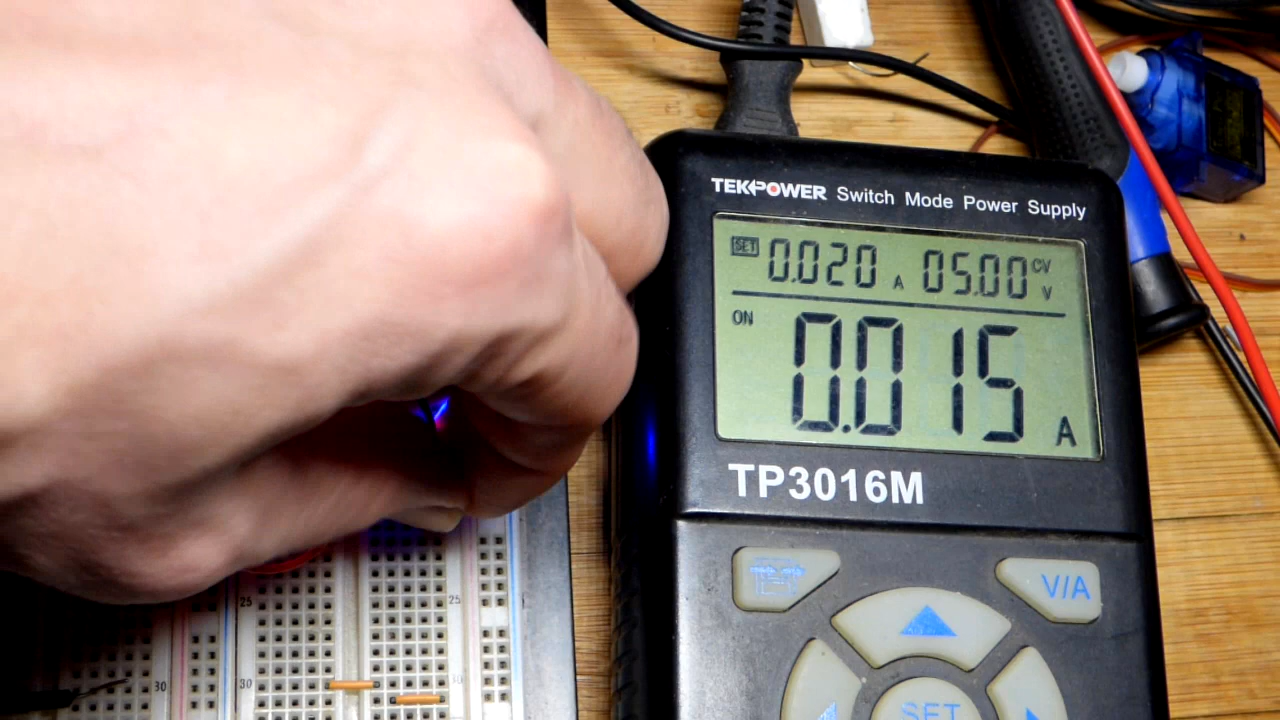 TEKPOWER Switch Mode Power Supply
SET 0.020 A 05.00 CV V
ON 0.015 A
TP3016M
V/A
SET
25 25
30 30